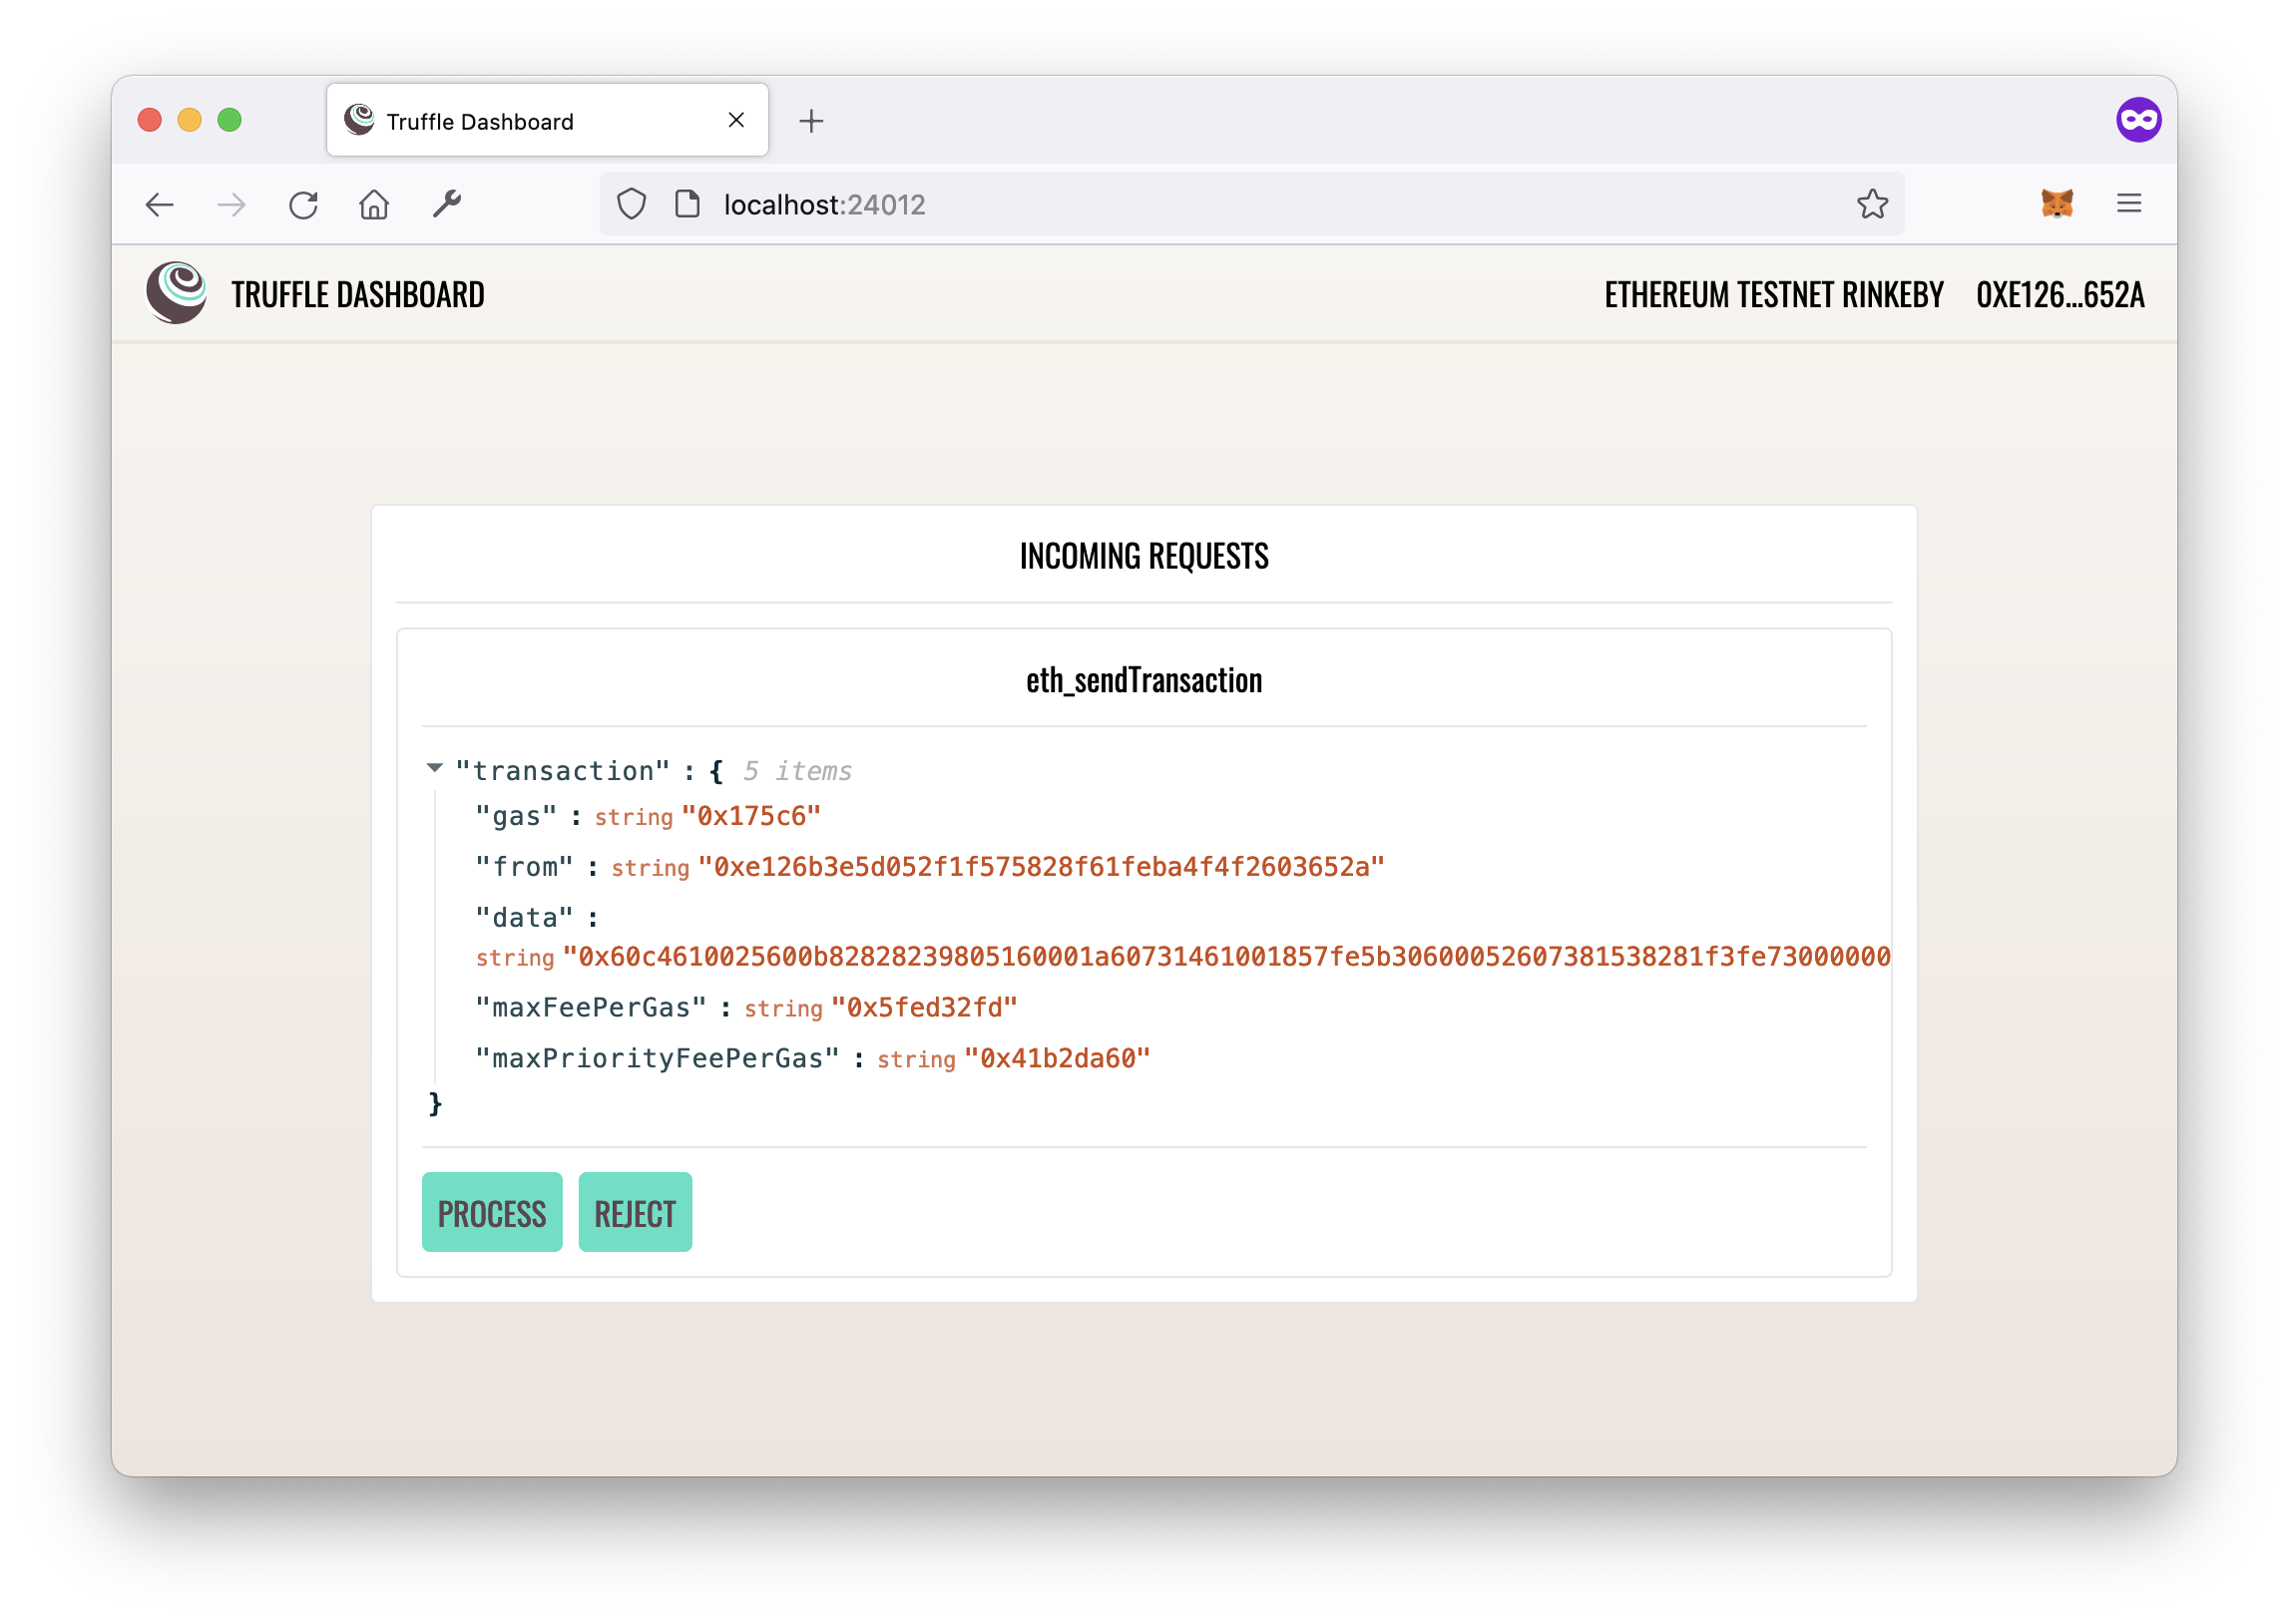 Truffle Dashboard
localhost:24012
TRUFFLE DASHBOARD
ETHEREUM TESTNET RINKEBY 0XE126...652A
INCOMING REQUESTS
eth_sendTransaction
"transaction" : { 5 items
"gas" : string "0x175c6"
"from" : string "0xe126b3e5d052f1f575828f61feba4f4f2603652a"
"data" :
string "0x60c4610025600b82828239805160001a60731461001857fe5b30600052607381538281f3fe73000000
"maxFeePerGas" : string "0x5fed32fd"
"maxPriorityFeePerGas" : string "0x41b2da60"
}
PROCESS REJECT